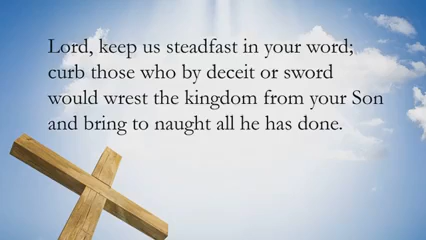 Lord, keep us steadfast in your word;
curb those who by deceit or sword
would wrest the kingdom from your Son
and bring to naught all he has done.